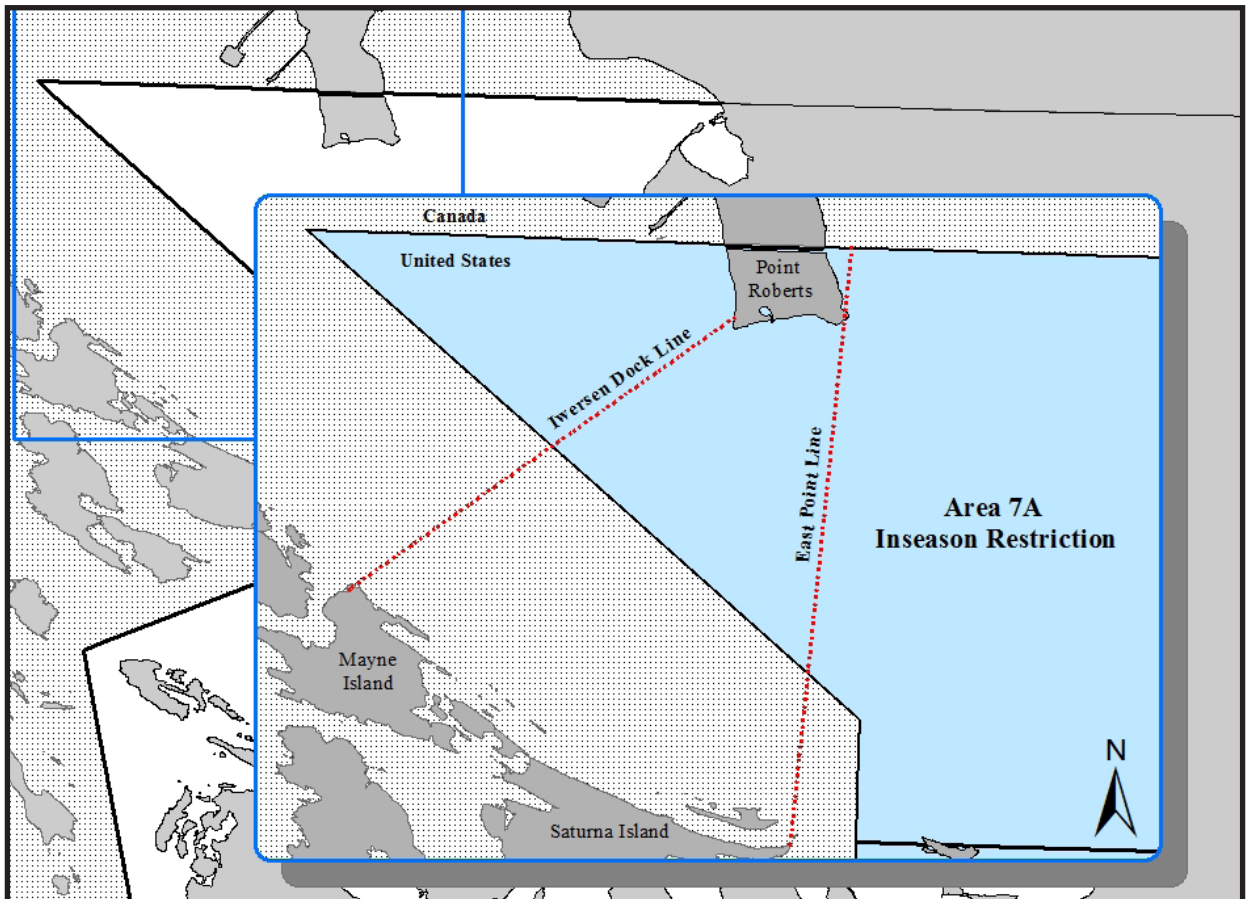 Canada
United States
Point
Roberts
Iwersen Dock Line
East Point Line
Area 7A
Inseason Restriction
Mayne
Island
N
Saturna Island